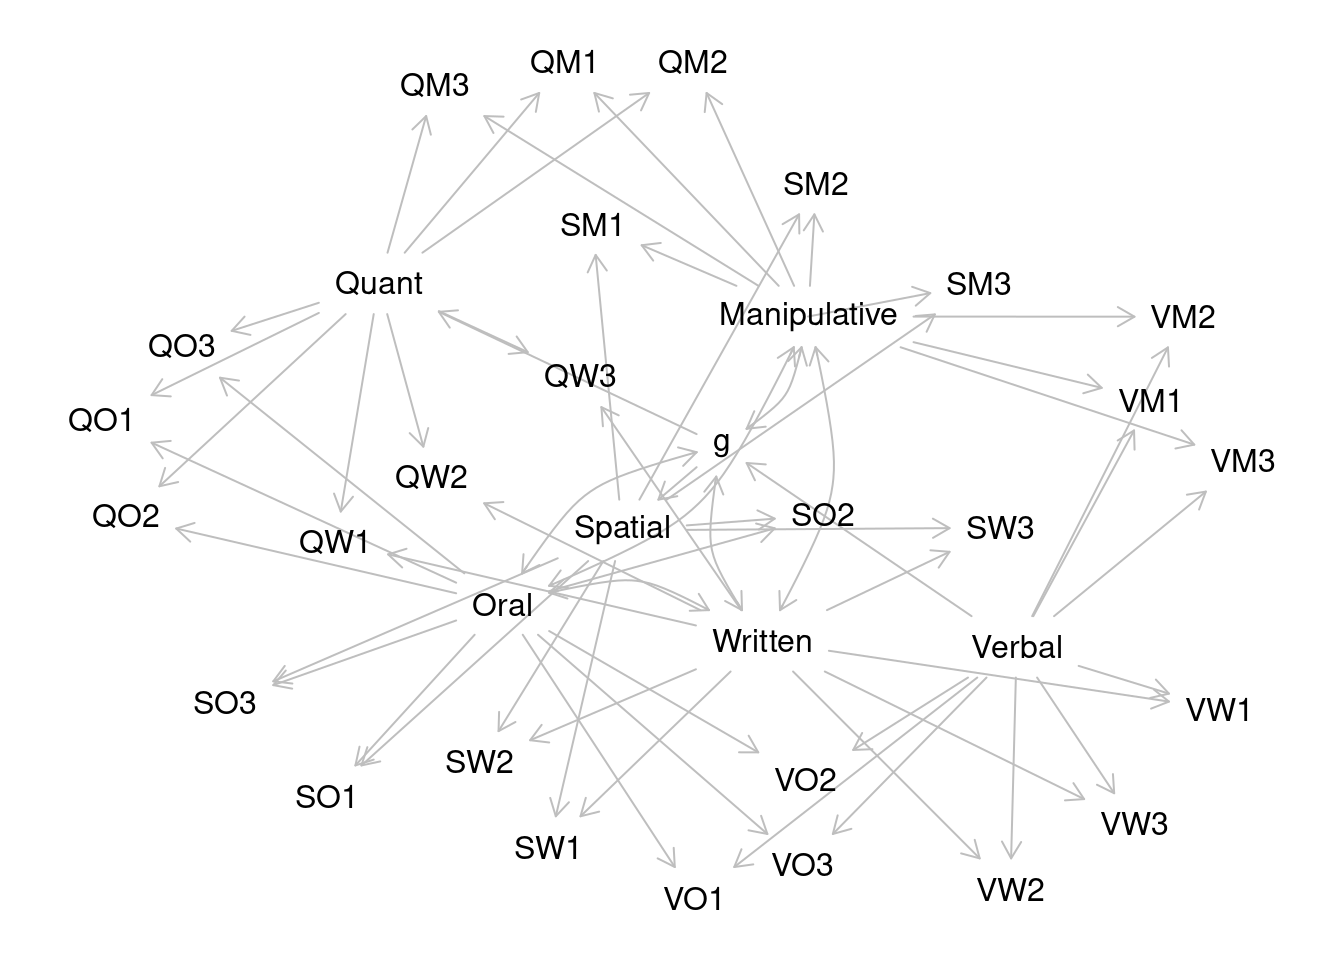 QM1
QM2
QM3
SM2
SM1
Quant
SM3
Manipulative
VM2
QO3
QW3
VM1
QO1
g
VM3
QW2
QO2
SO2
Spatial
SW3
QW1
Oral
Written
Verbal
SO3
VW1
SW2
VO2
SO1
VW3
SW1
VO3
VW2
VO1